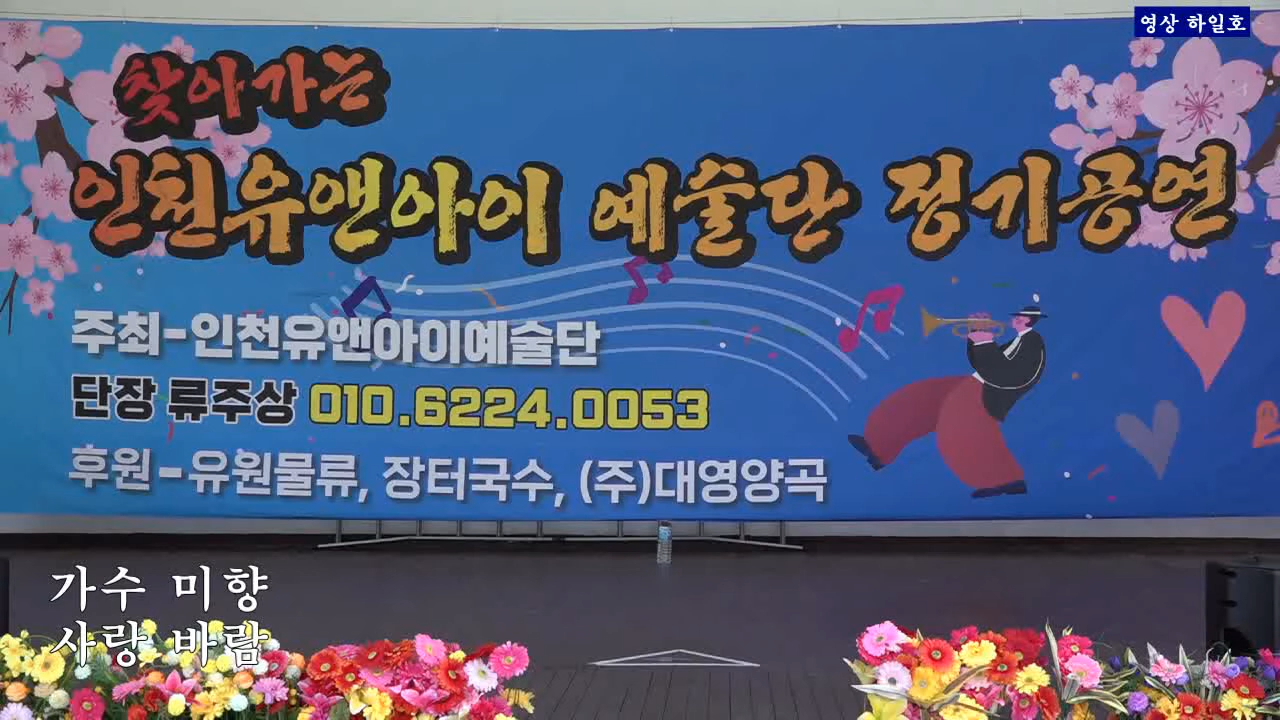 영상 하일호
찾아가는
인천유앤아이 예술단 정기공연
주최-인천유앤아이예술단
단장 류주상 010.6224.0053
후원-유원물류, 장터국수, (주)대영양곡
가수 미향
사랑 바람